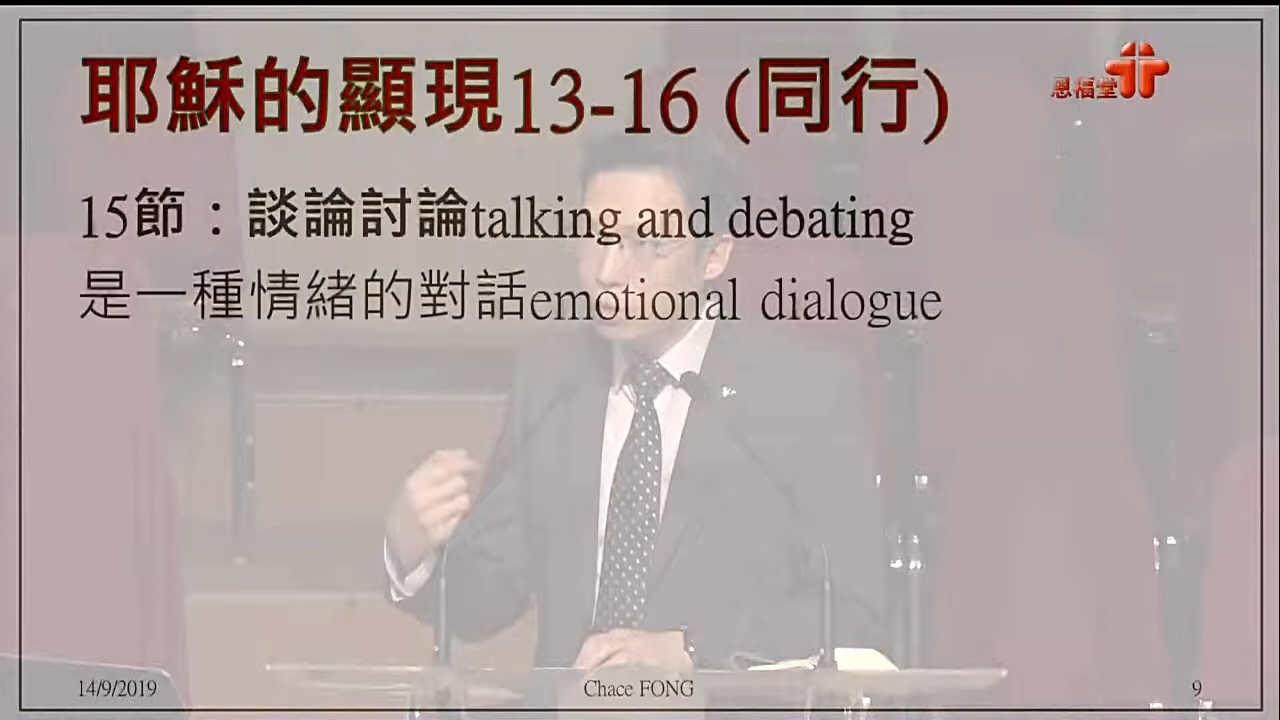 耶穌的顯現13-16 (同行)
恩福堂
15節：談論討論talking and debating
是一種情緒的對話emotional dialogue
14/9/2019
Chace FONG
9